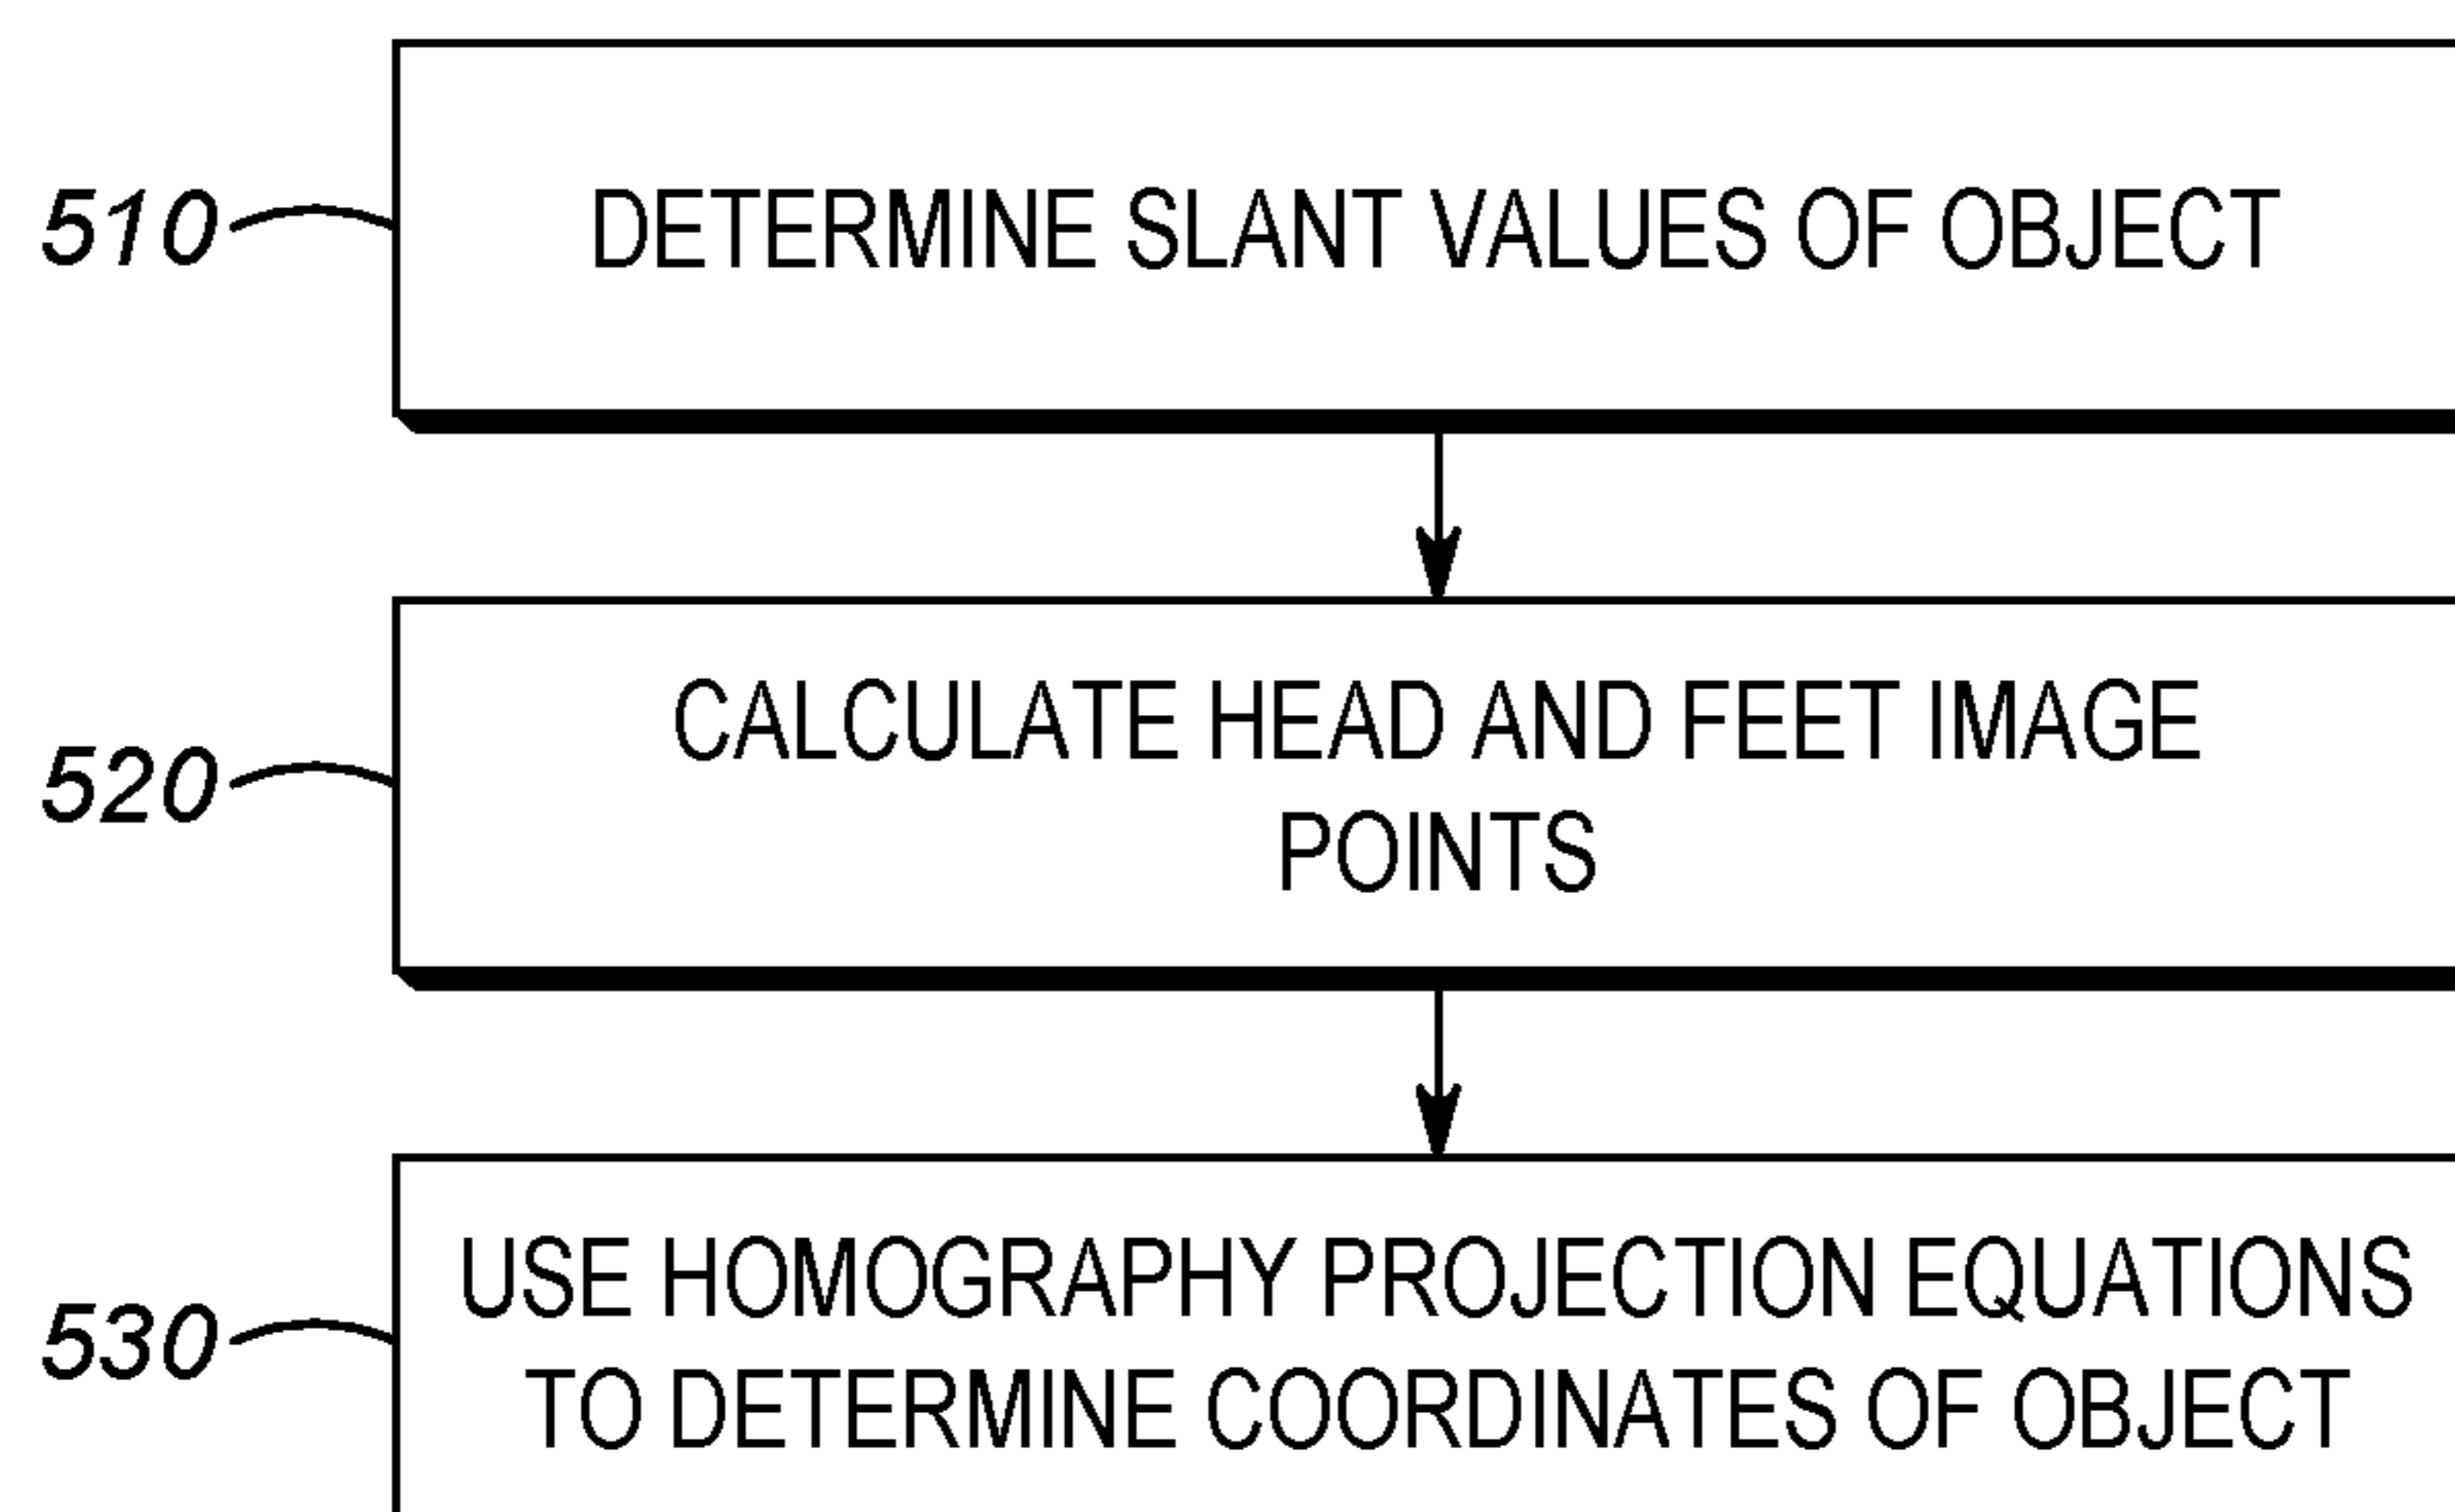 510 DETERMINE SLANT VALUES OF OBJECT
520 CALCULATE HEAD AND FEET IMAGE
POINTS
530 USE HOMOGRAPHY PROJECTION EQUATIONS
TO DETERMINE COORDINATES OF OBJECT